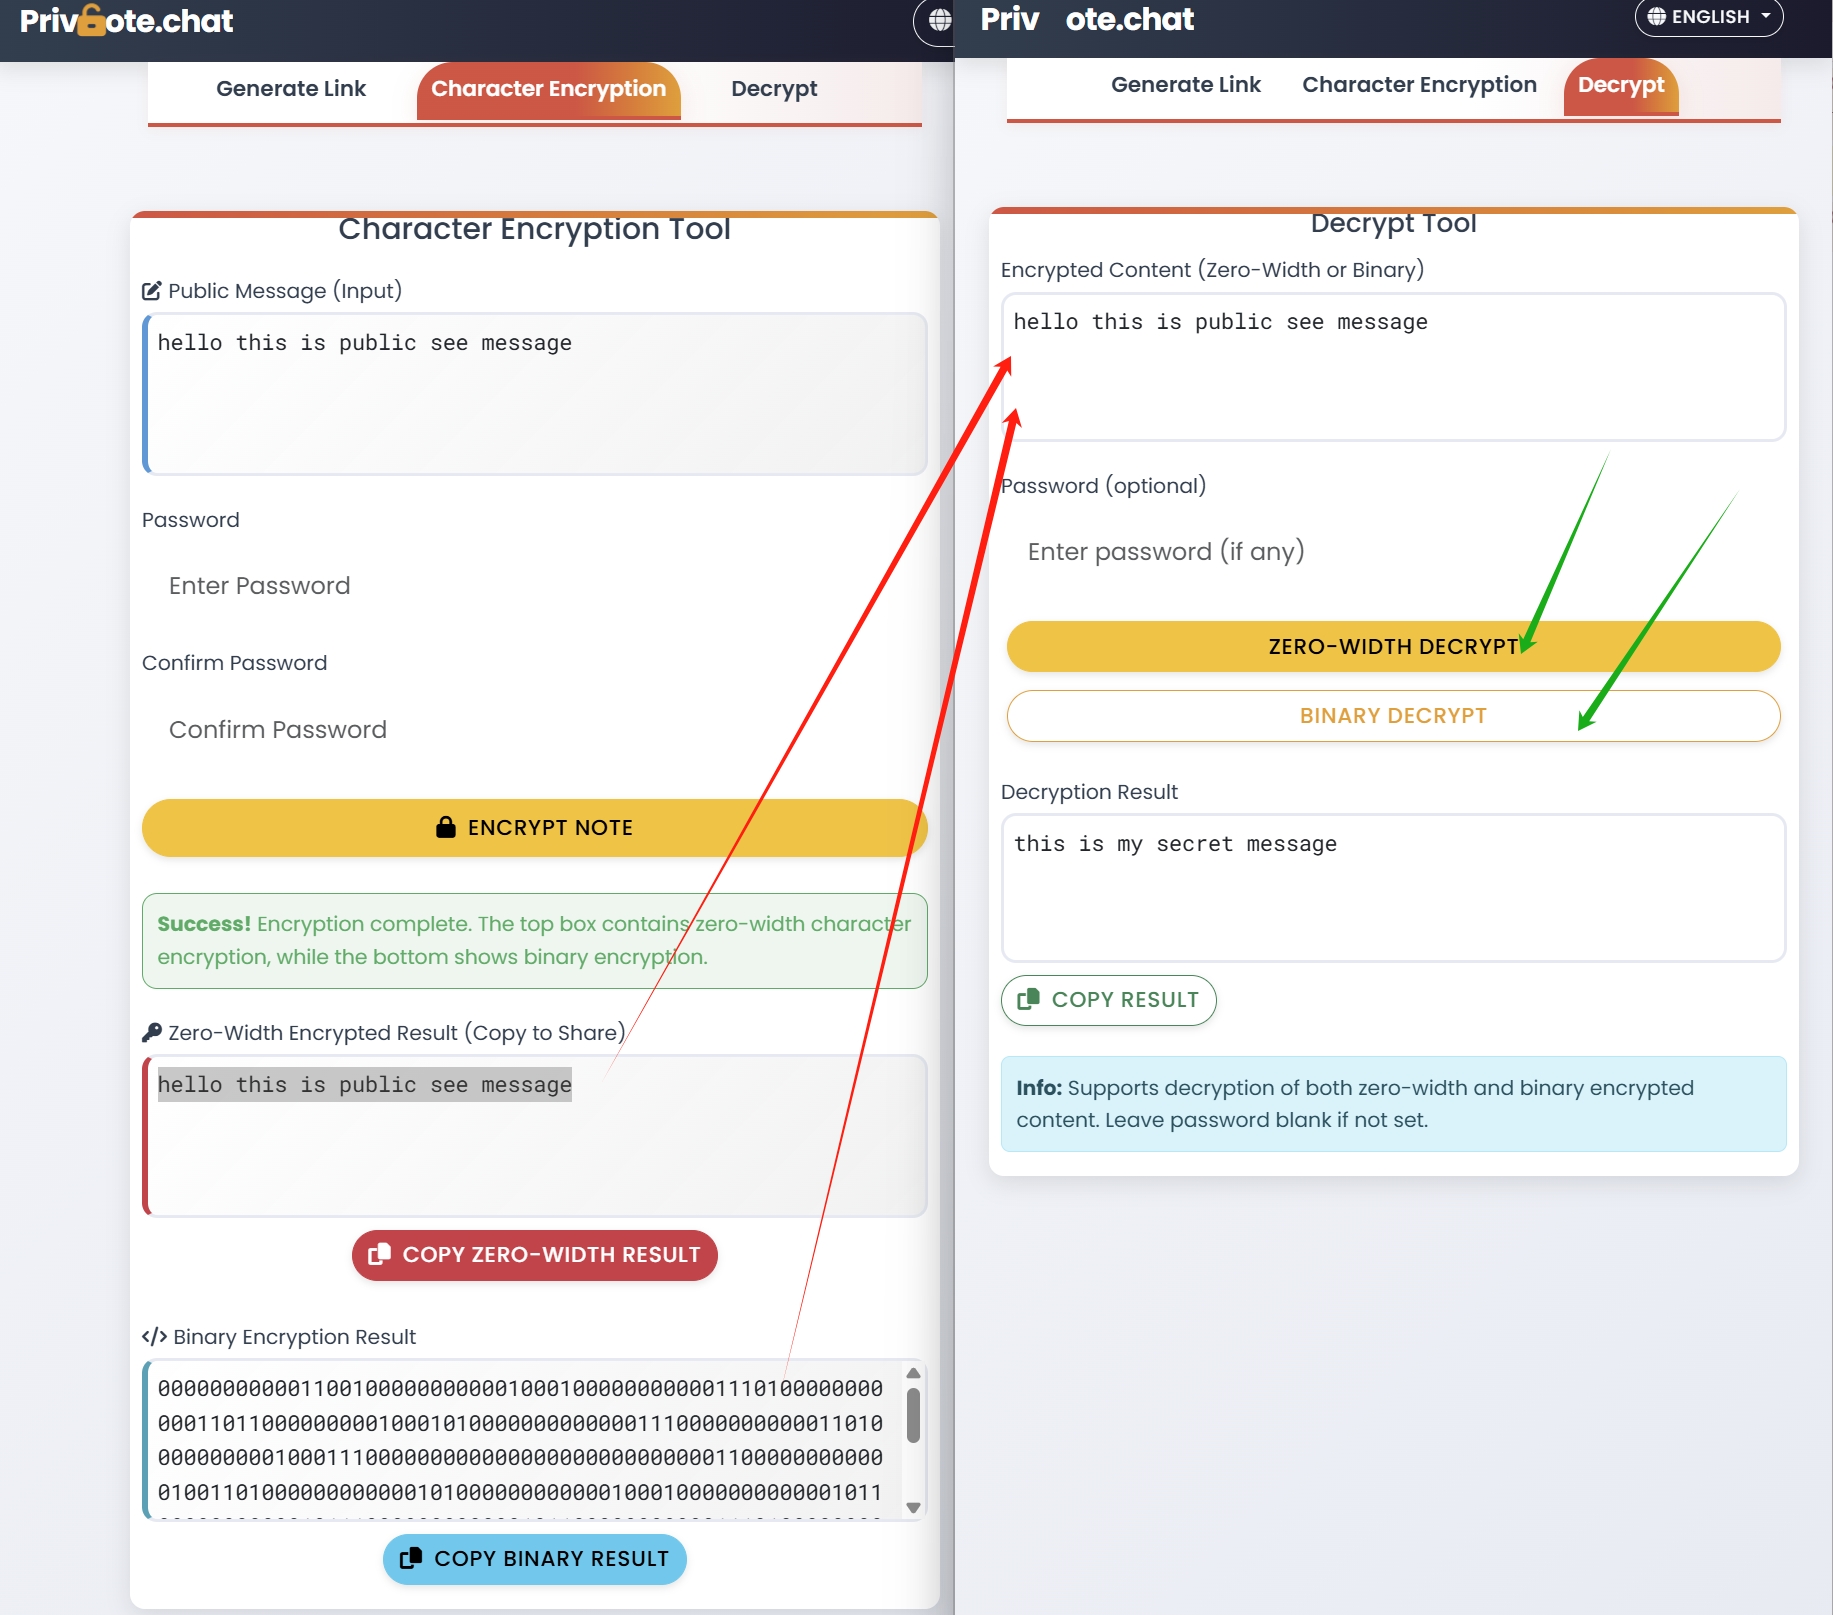 Priv ote.chat
Generate Link
Character Encryption
Decrypt
Character Encryption Tool
Public Message (Input)
hello this is public see message
Password
Enter Password
Confirm Password
Confirm Password
ENCRYPT NOTE
Success! Encryption complete. The top box contains zero-width character
encryption, while the bottom shows binary encryption.
Zero-Width Encrypted Result (Copy to Share)
hello this is public see message
COPY ZERO-WIDTH RESULT
</> Binary Encryption Result
COPY BINARY RESULT
Priv ote.chat
ENGLISH
Generate Link
Character Encryption
Decrypt
Decrypt Tool
Encrypted Content (Zero-Width or Binary)
hello this is public see message
Password (optional)
Enter password (if any)
ZERO-WIDTH DECRYPT
BINARY DECRYPT
Decryption Result
this is my secret message
COPY RESULT
Info: Supports decryption of both zero-width and binary encrypted
content. Leave password blank if not set.